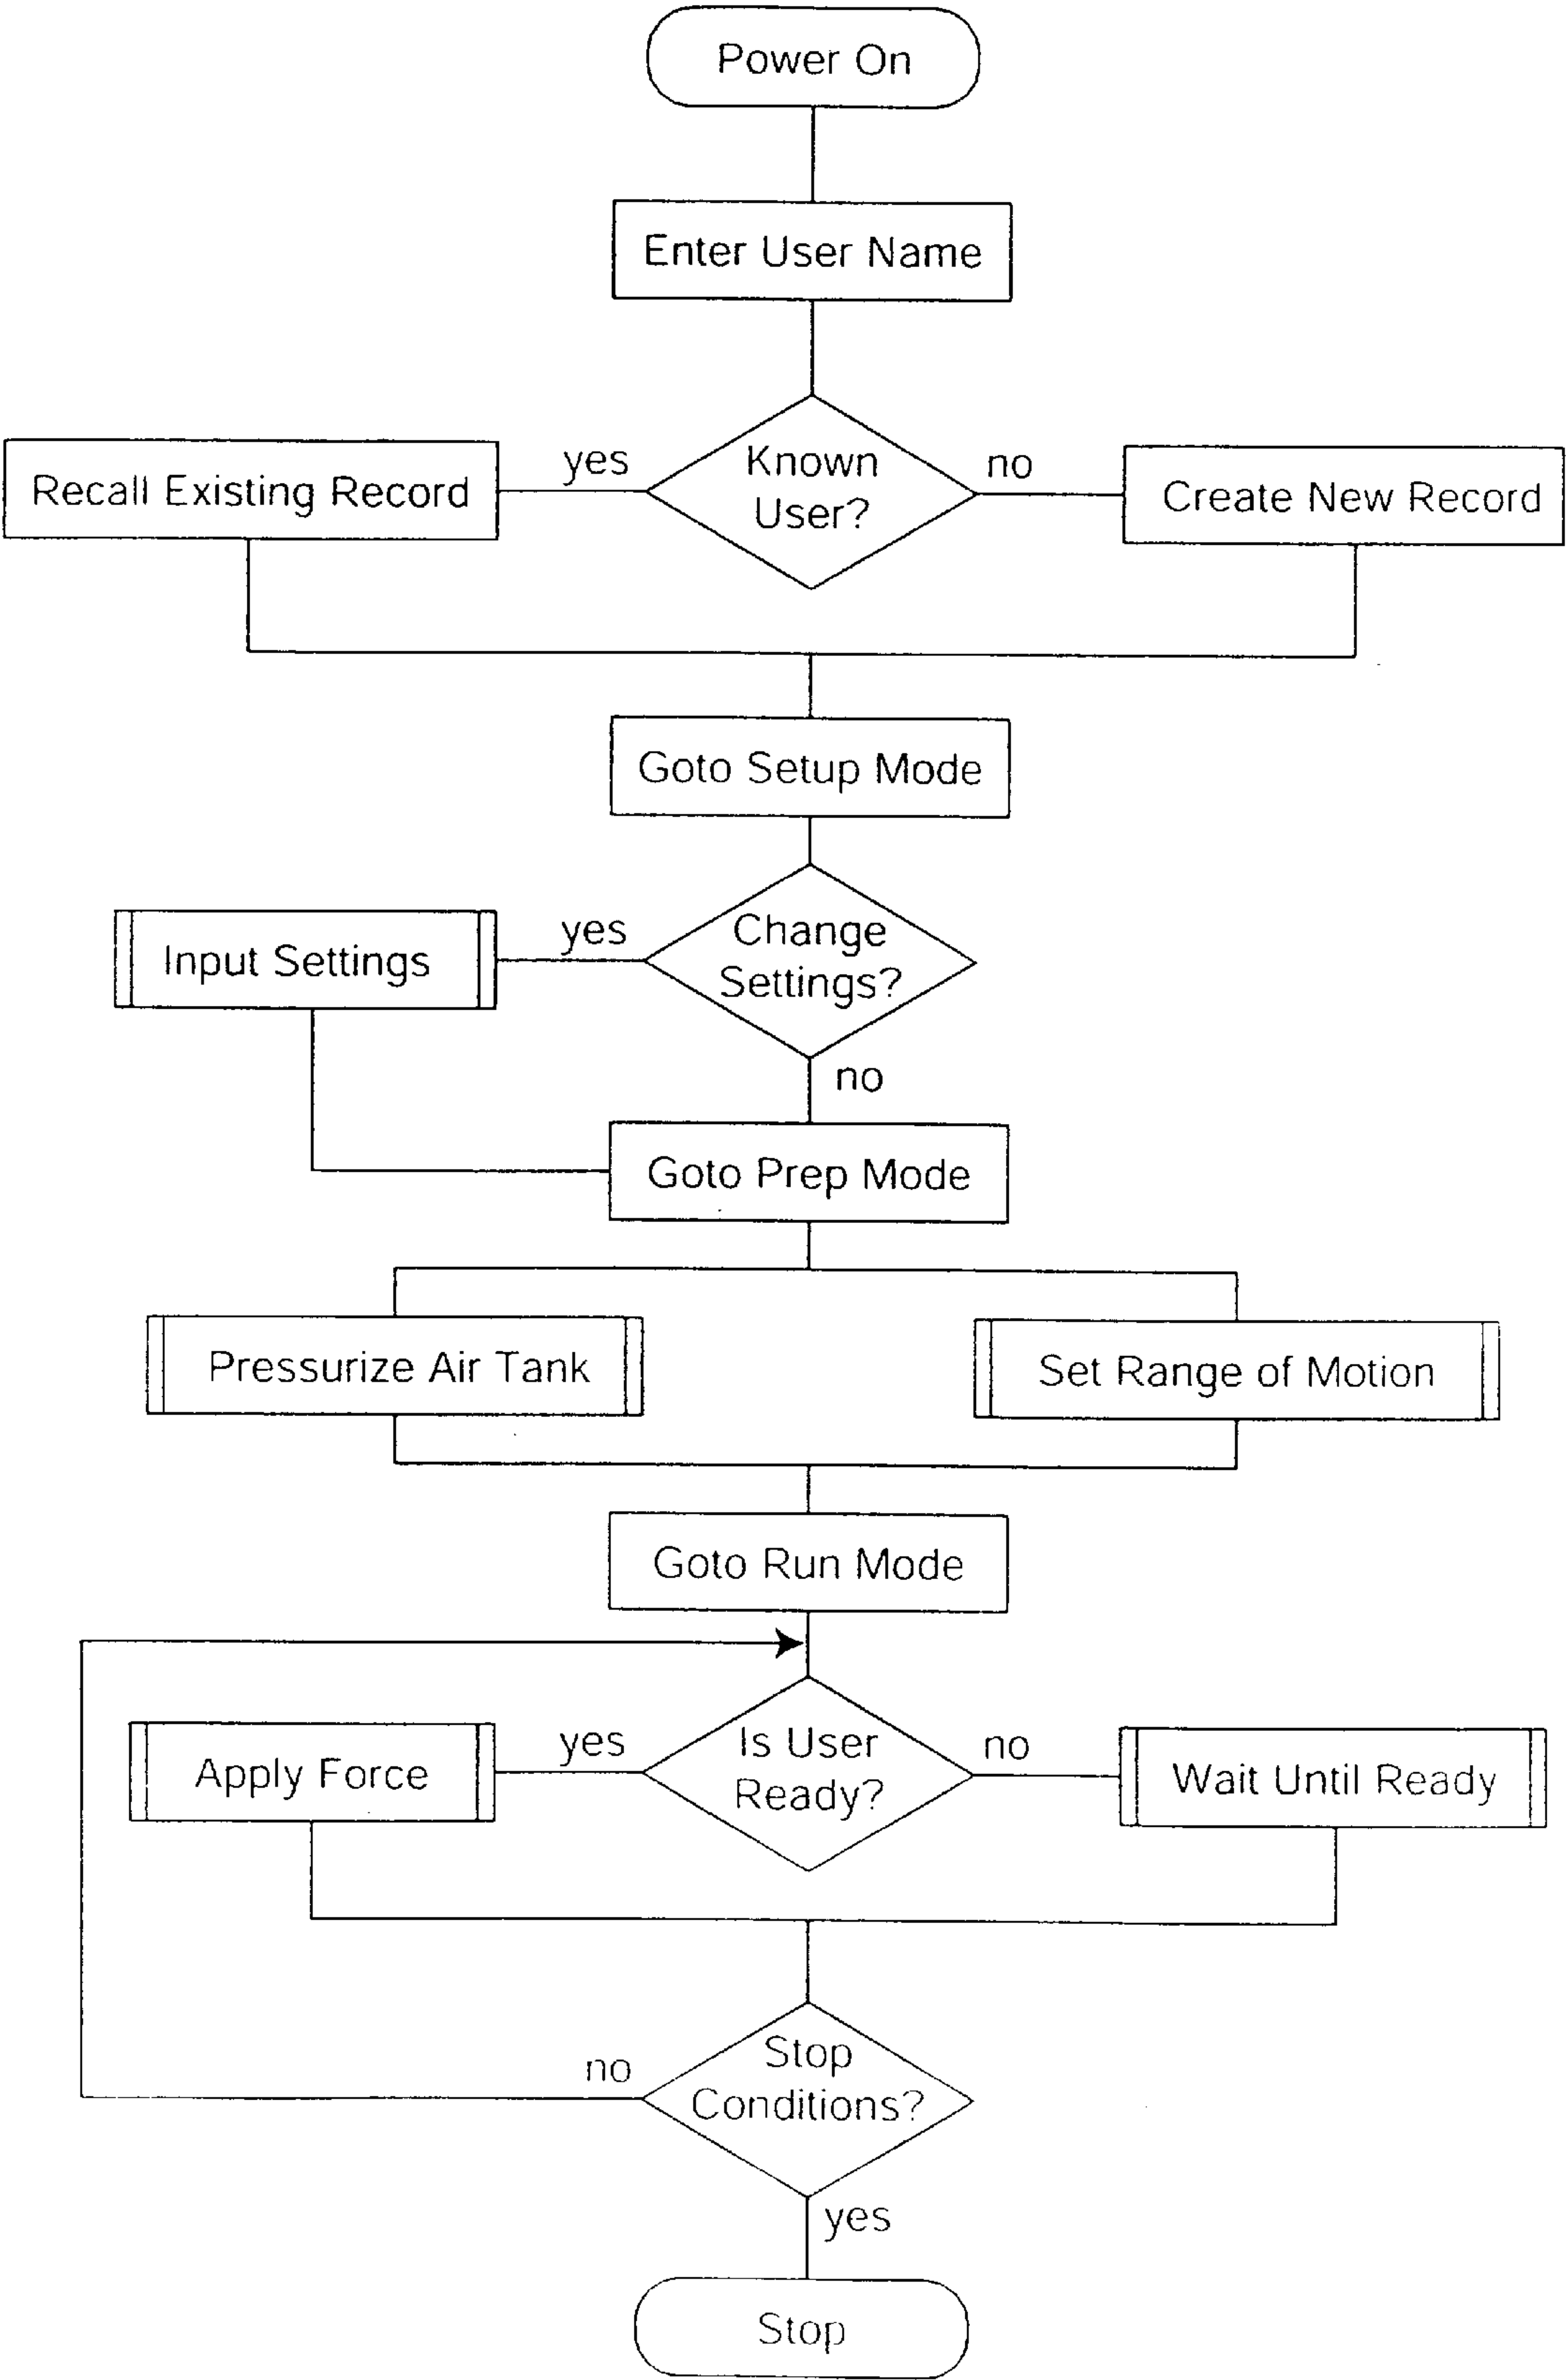 Power On
Enter User Name
Known
User?
yes
no
Recall Existing Record
Create New Record
Goto Setup Mode
Change
Settings?
yes
Input Settings
no
Goto Prep Mode
Pressurize Air Tank
Set Range of Motion
Goto Run Mode
Is User
Ready?
yes
no
Apply Force
Wait Until Ready
Stop
Conditions?
no
yes
Stop